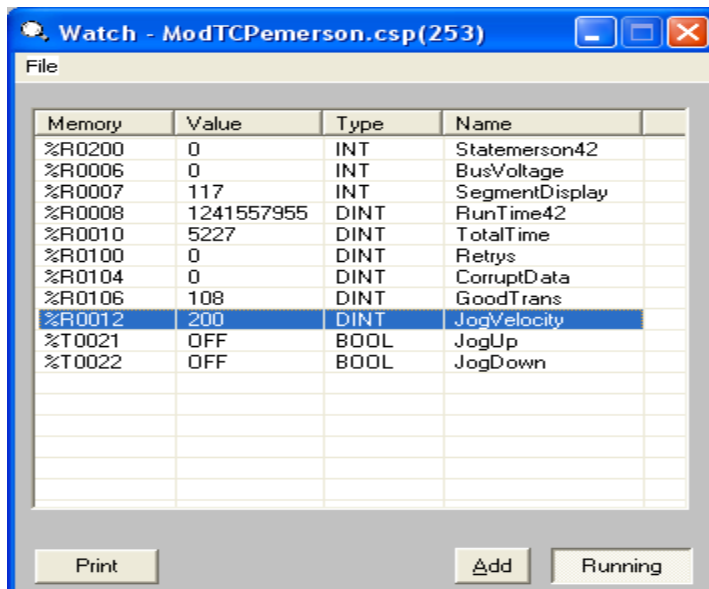 Watch - ModTCPemerson.csp(253)
File
Memory Value Type Name
%R0200 0 INT Statemerson42
%R0006 0 INT BusVoltage
%R0007 117 INT SegmentDisplay
%R0008 1241557955 DINT RunTime42
%R0010 5227 DINT TotalTime
%R0100 0 DINT Retrys
%R0104 0 DINT CorruptData
%R0106 108 DINT GoodTrans
%R0012 200 DINT JogVelocity
%T0021 OFF BOOL JogUp
%T0022 OFF BOOL JogDown
Print Add Running